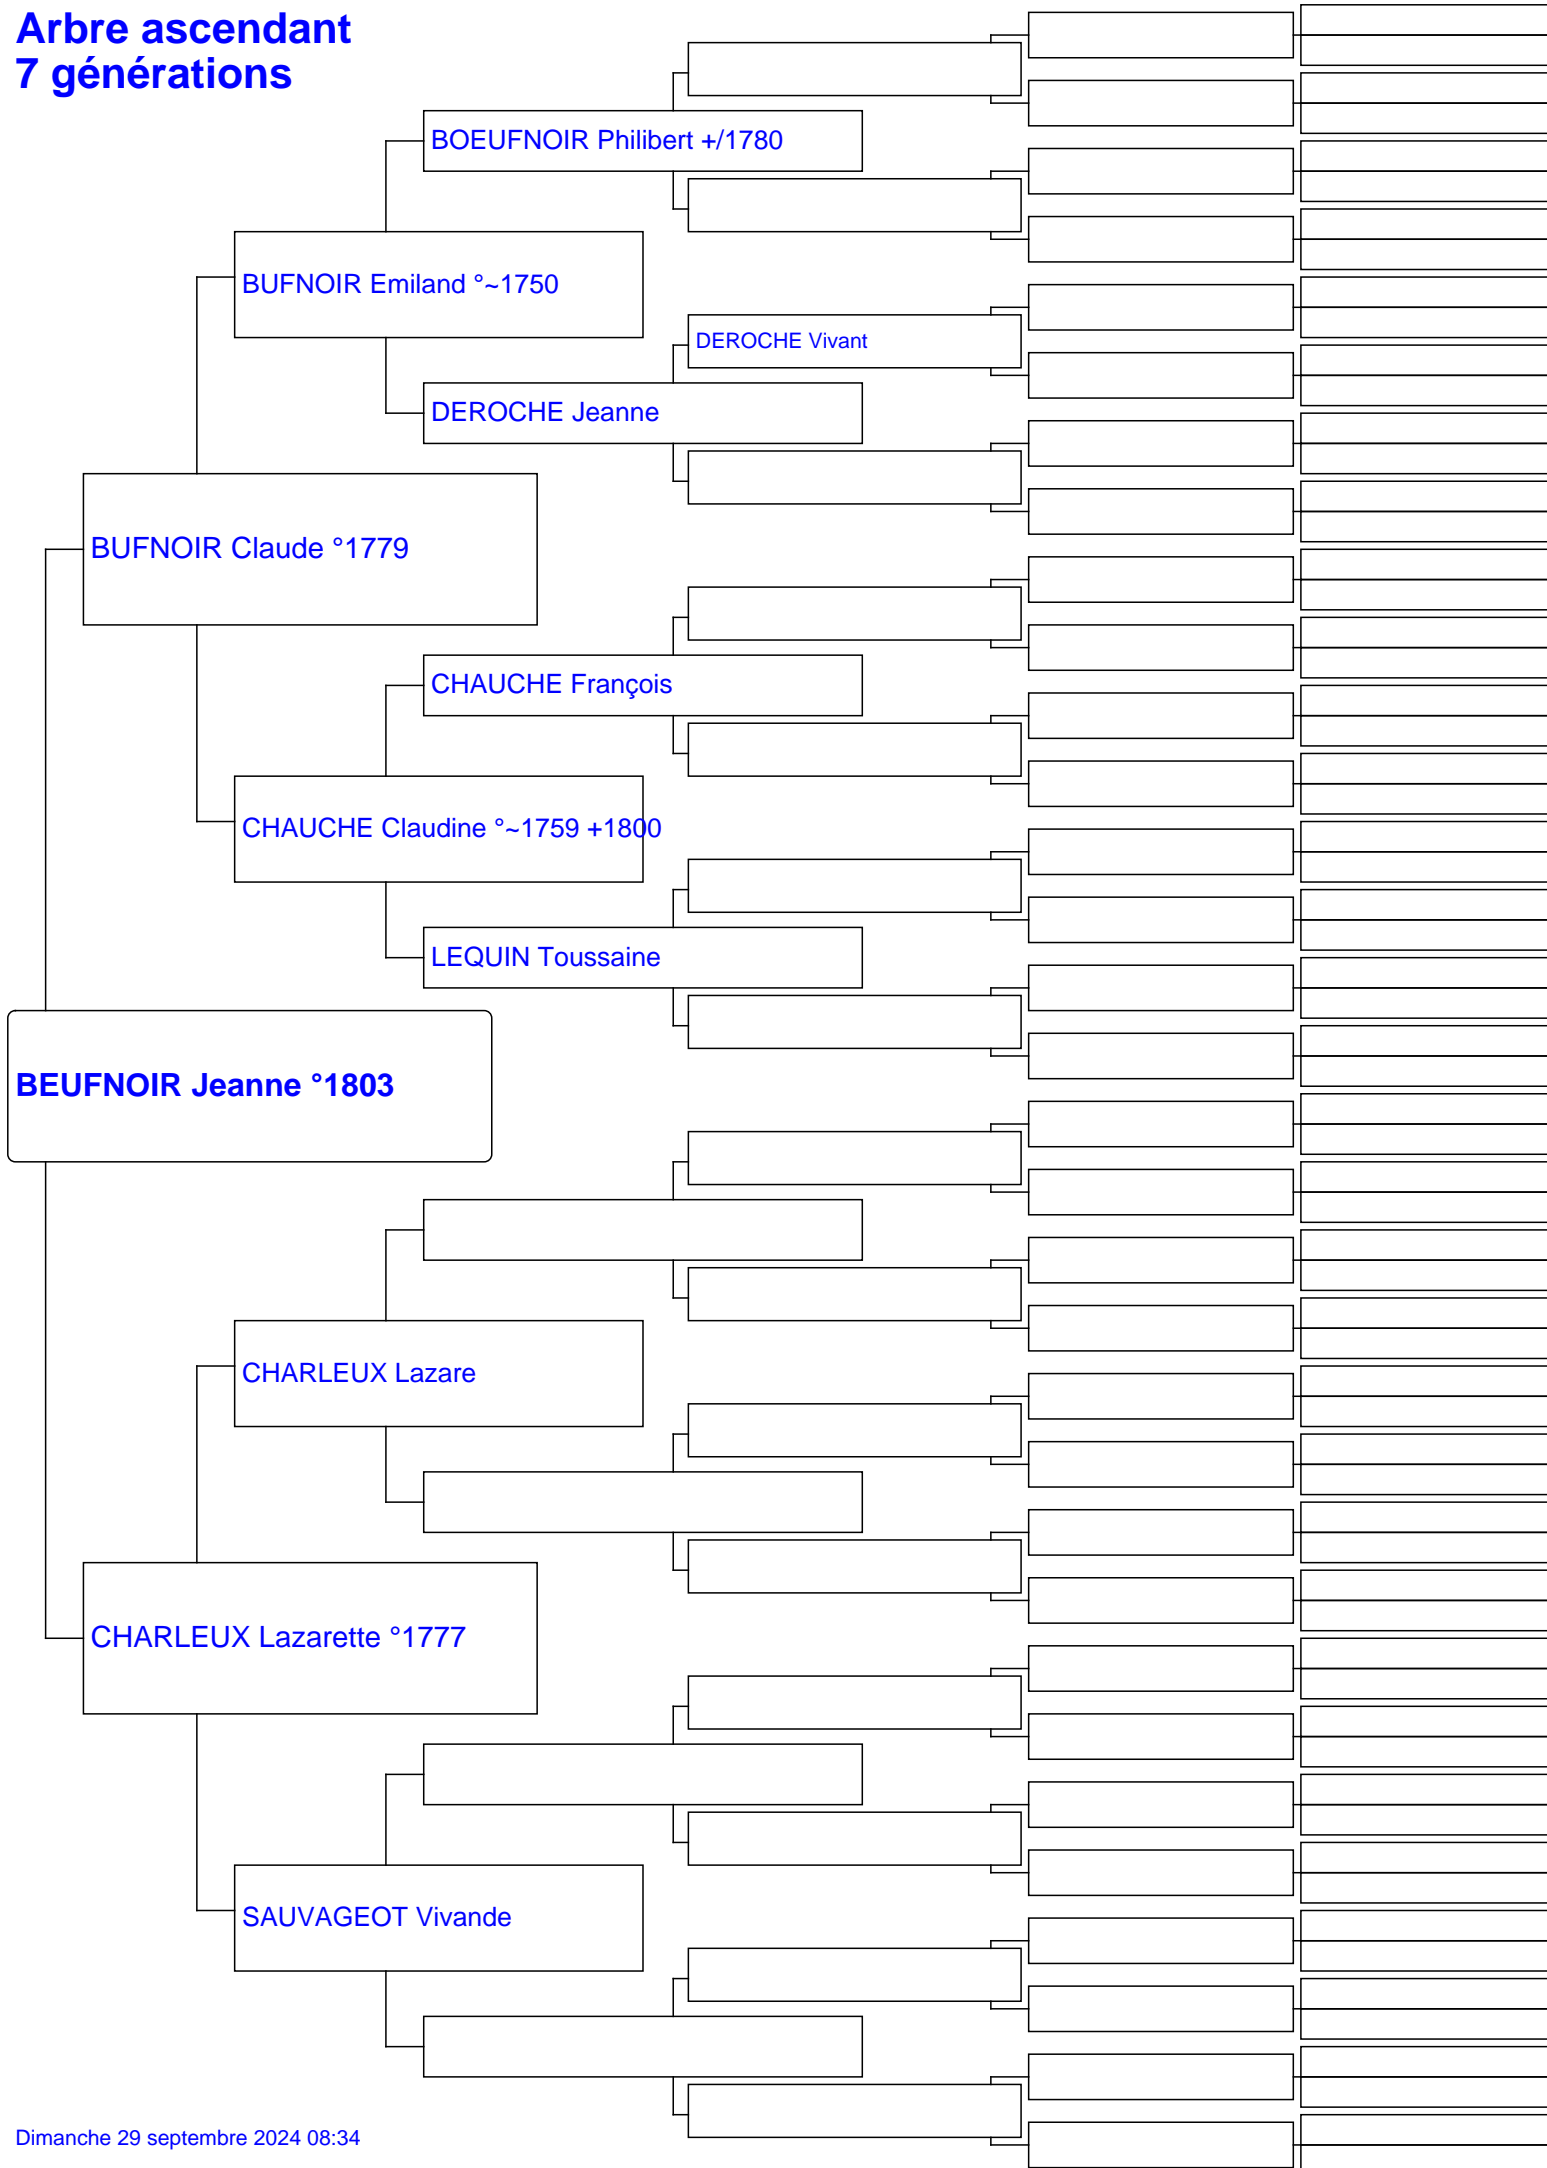 Arbre ascendant
7 générations
BOEUFNOIR Philibert +/1780
BUFNOIR Emiland °~1750
DEROCHE Vivant
DEROCHE Jeanne
BUFNOIR Claude °1779
CHAUCHE François
CHAUCHE Claudine °~1759 +1800
LEQUIN Toussaine
BEUFNOIR Jeanne °1803
CHARLEUX Lazare
CHARLEUX Lazarette °1777
SAUVAGEOT Vivande
Dimanche 29 septembre 2024 08:34